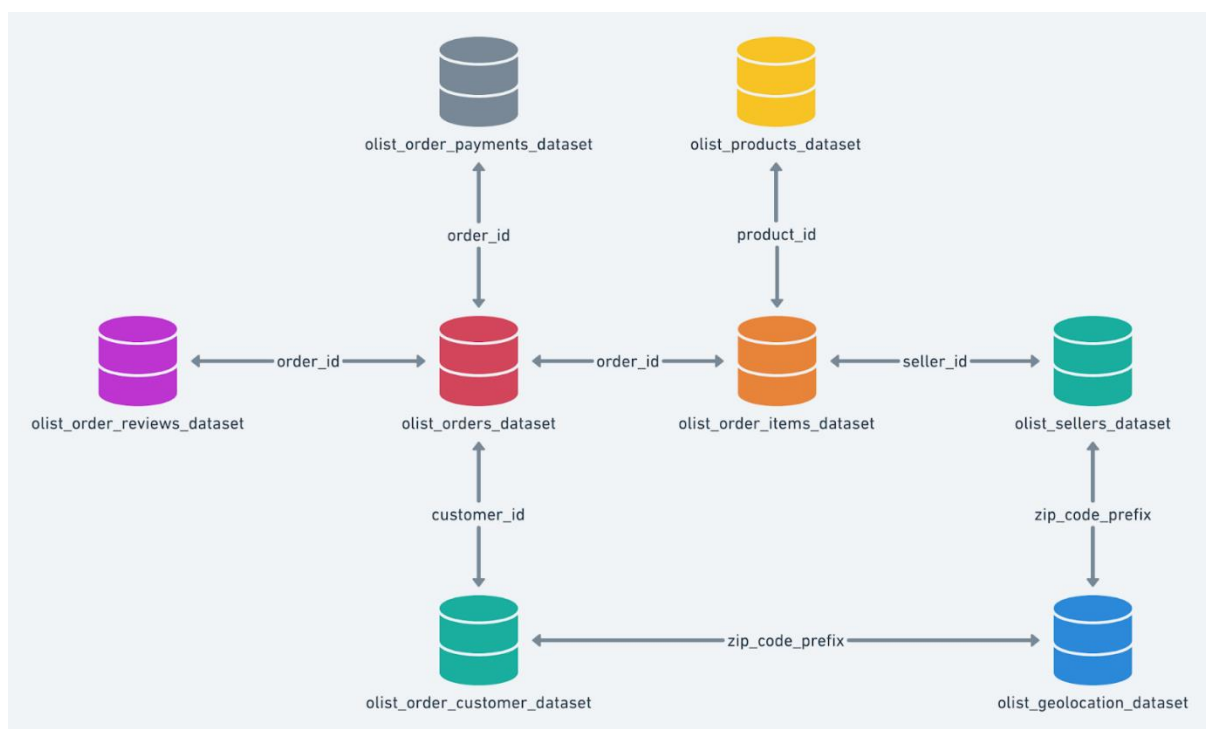 olist_order_payments_dataset
olist_products_dataset
order_id
product_id
order_id
order_id
seller_id
olist_order_reviews_dataset
olist_orders_dataset
olist_order_items_dataset
olist_sellers_dataset
customer_id
zip_code_prefix
zip_code_prefix
olist_order_customer_dataset
olist_geolocation_dataset